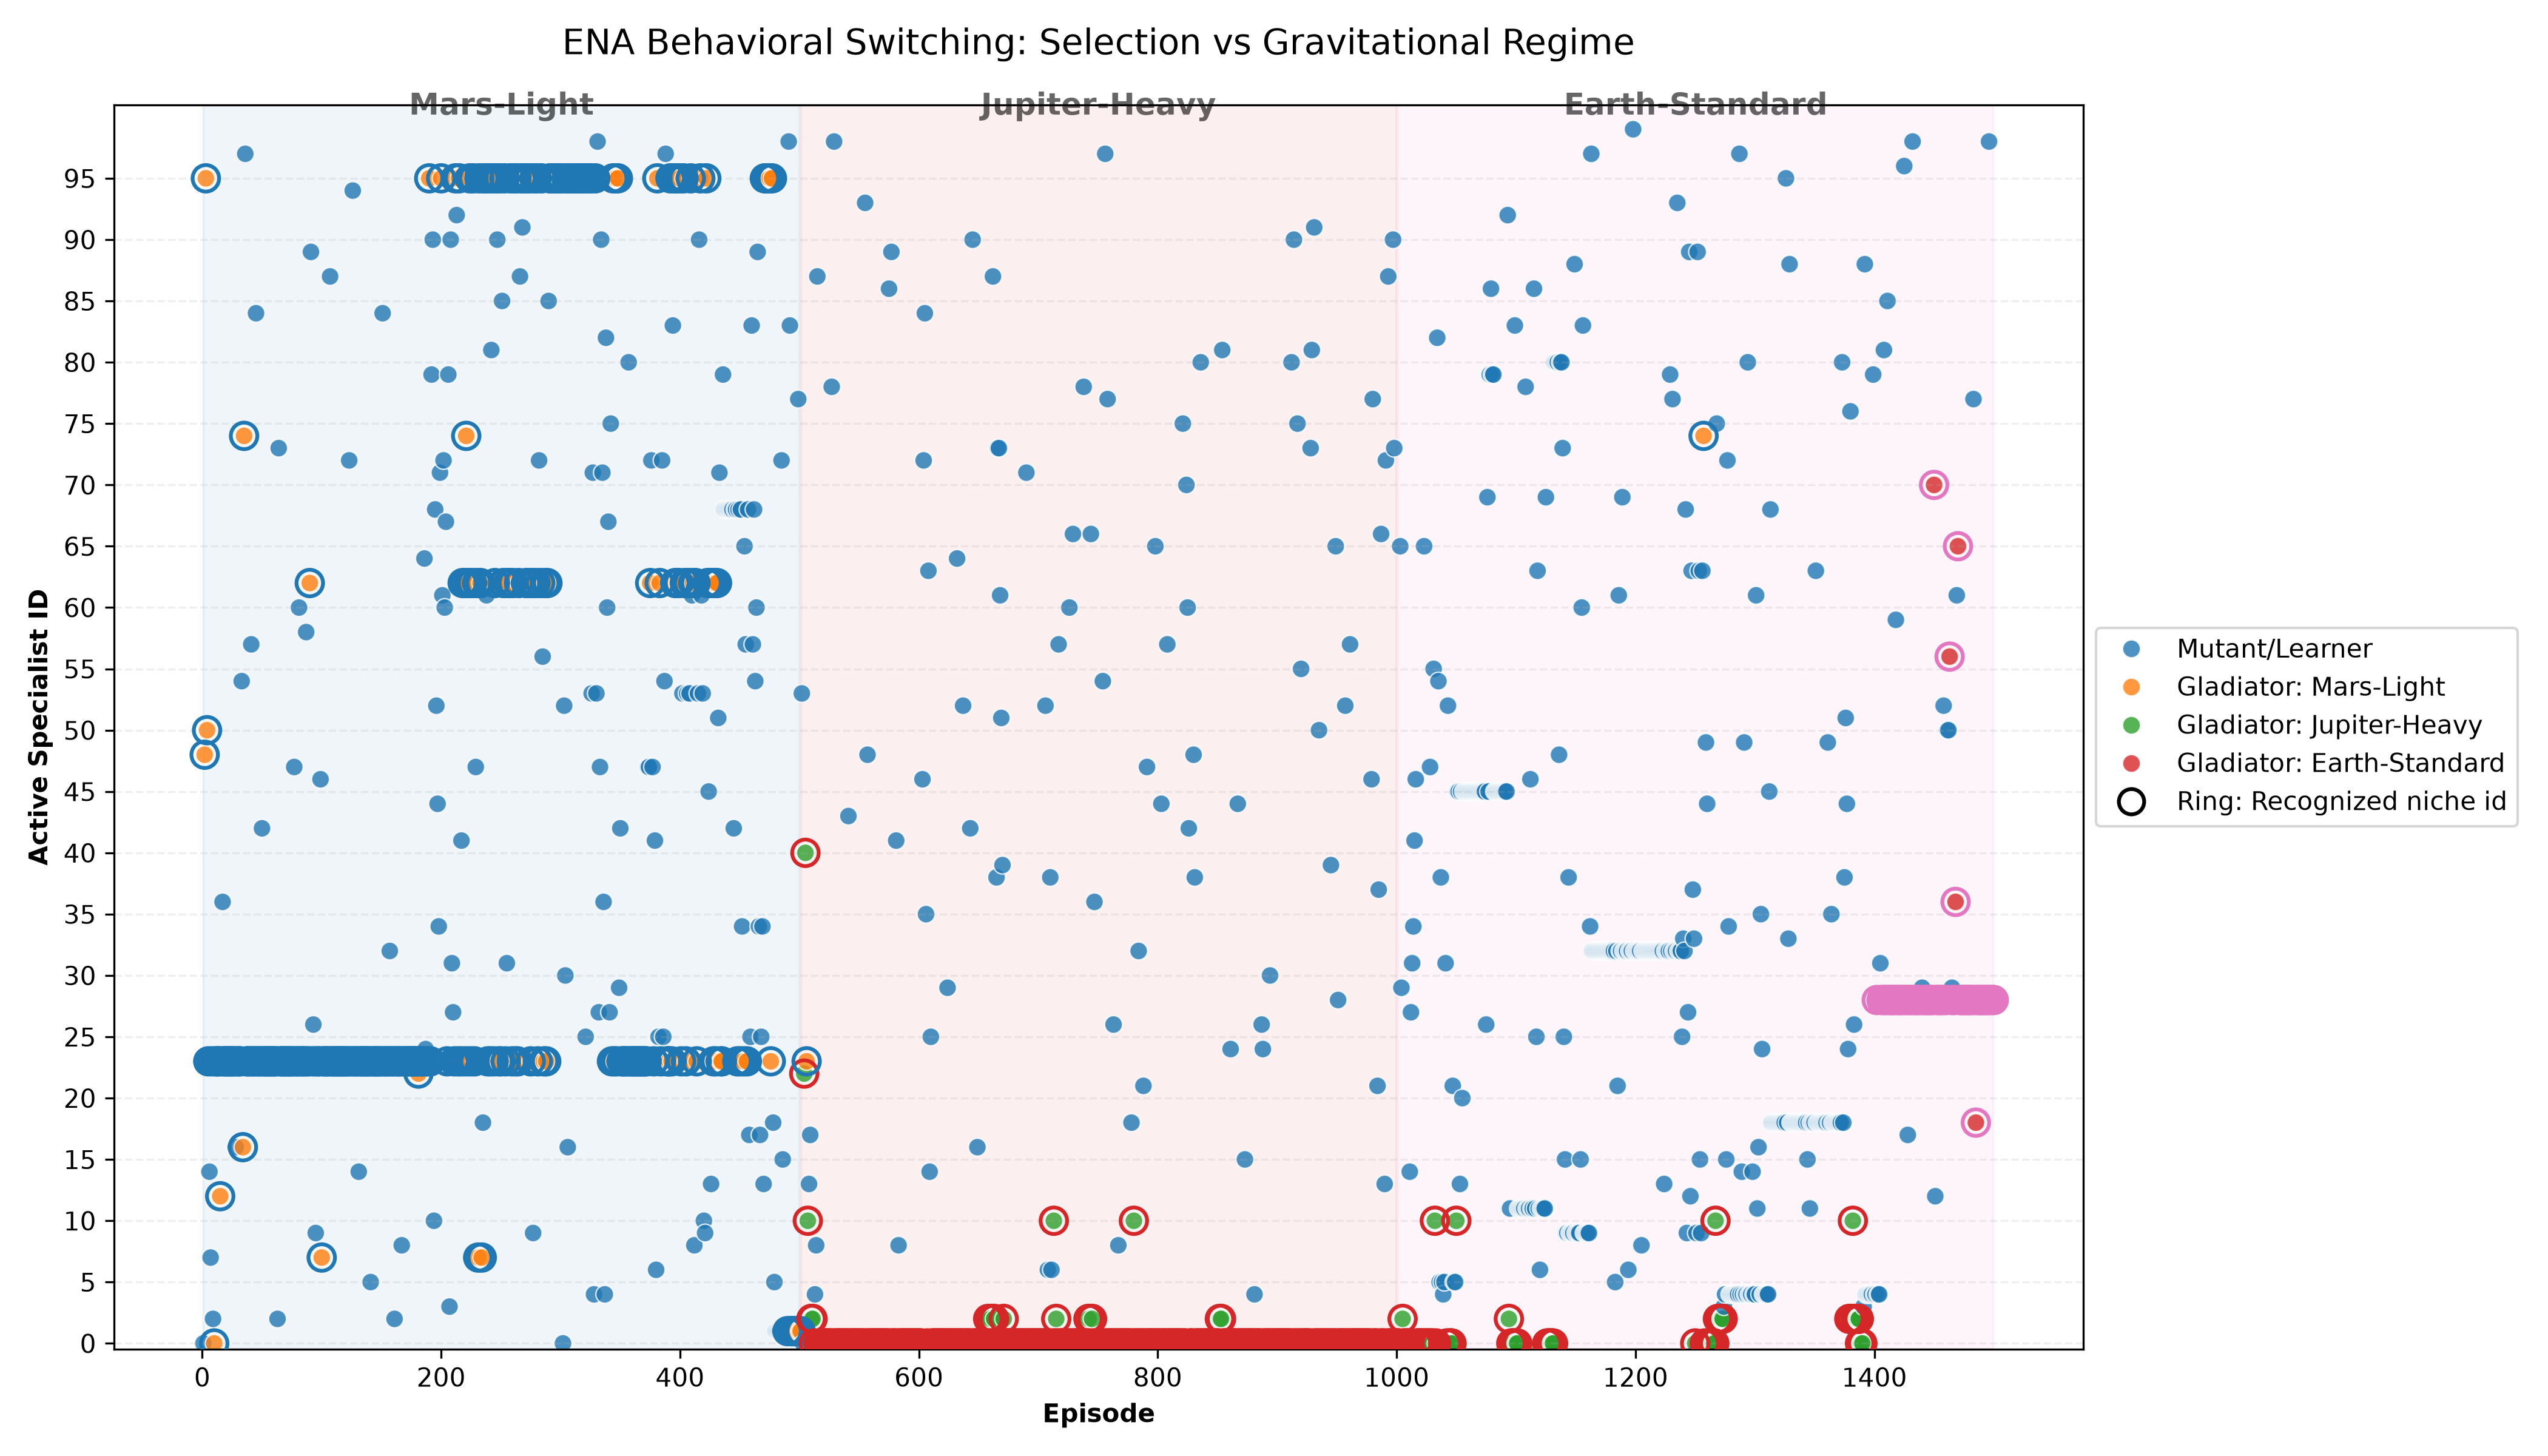 ENA Behavioral Switching: Selection vs Gravitational Regime
Mars-Light
Jupiter-Heavy
Earth-Standard
Active Specialist ID
95
90
85
80
75
70
65
60
55
50
45
40
35
30
25
20
15
10
5
0
0 200 400 600 800 1000 1200 1400
Episode
Mutant/Learner
Gladiator: Mars-Light
Gladiator: Jupiter-Heavy
Gladiator: Earth-Standard
Ring: Recognized niche id